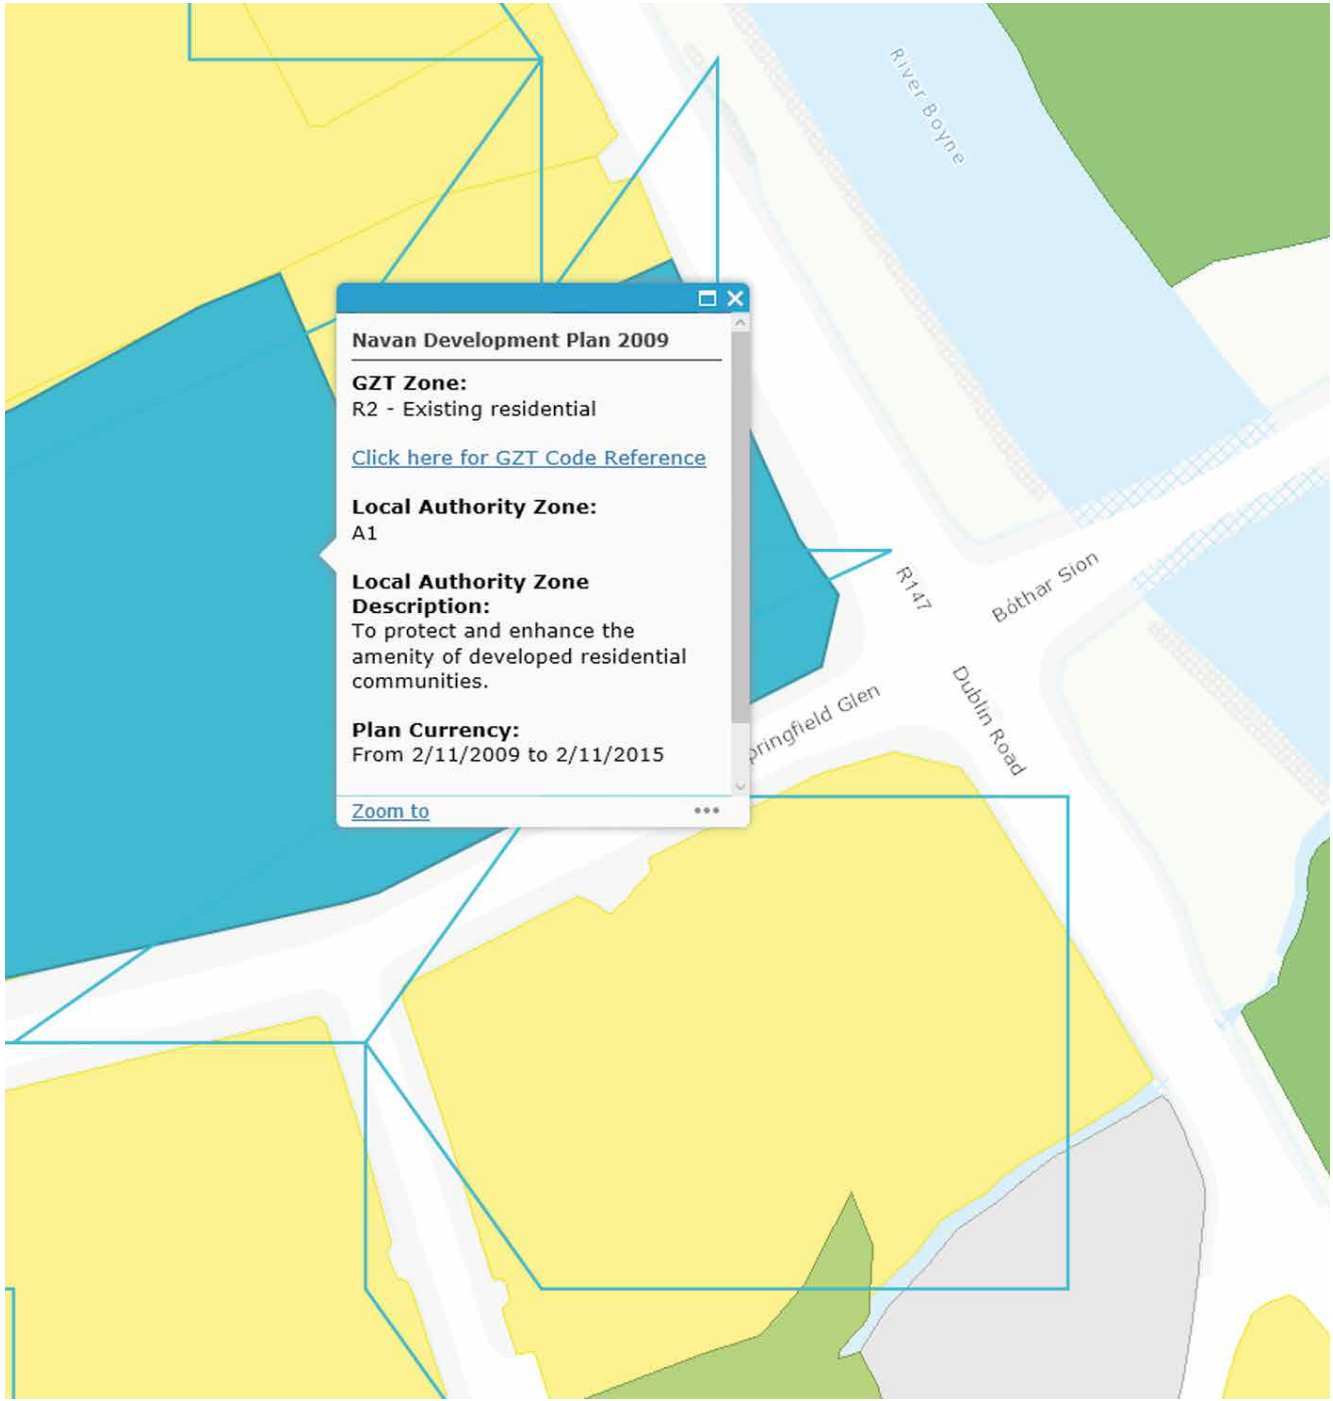 River Boyne
Navan Development Plan 2009
GZT Zone:
R2 - Existing residential
Click here for GZT Code Reference
Local Authority Zone:
A1
Local Authority Zone
Description:
To protect and enhance the
amenity of developed residential
communities.
Plan Currency:
From 2/11/2009 to 2/11/2015
Zoom to
R147
Bóthar Sion
pringfield Glen
Dublin Road